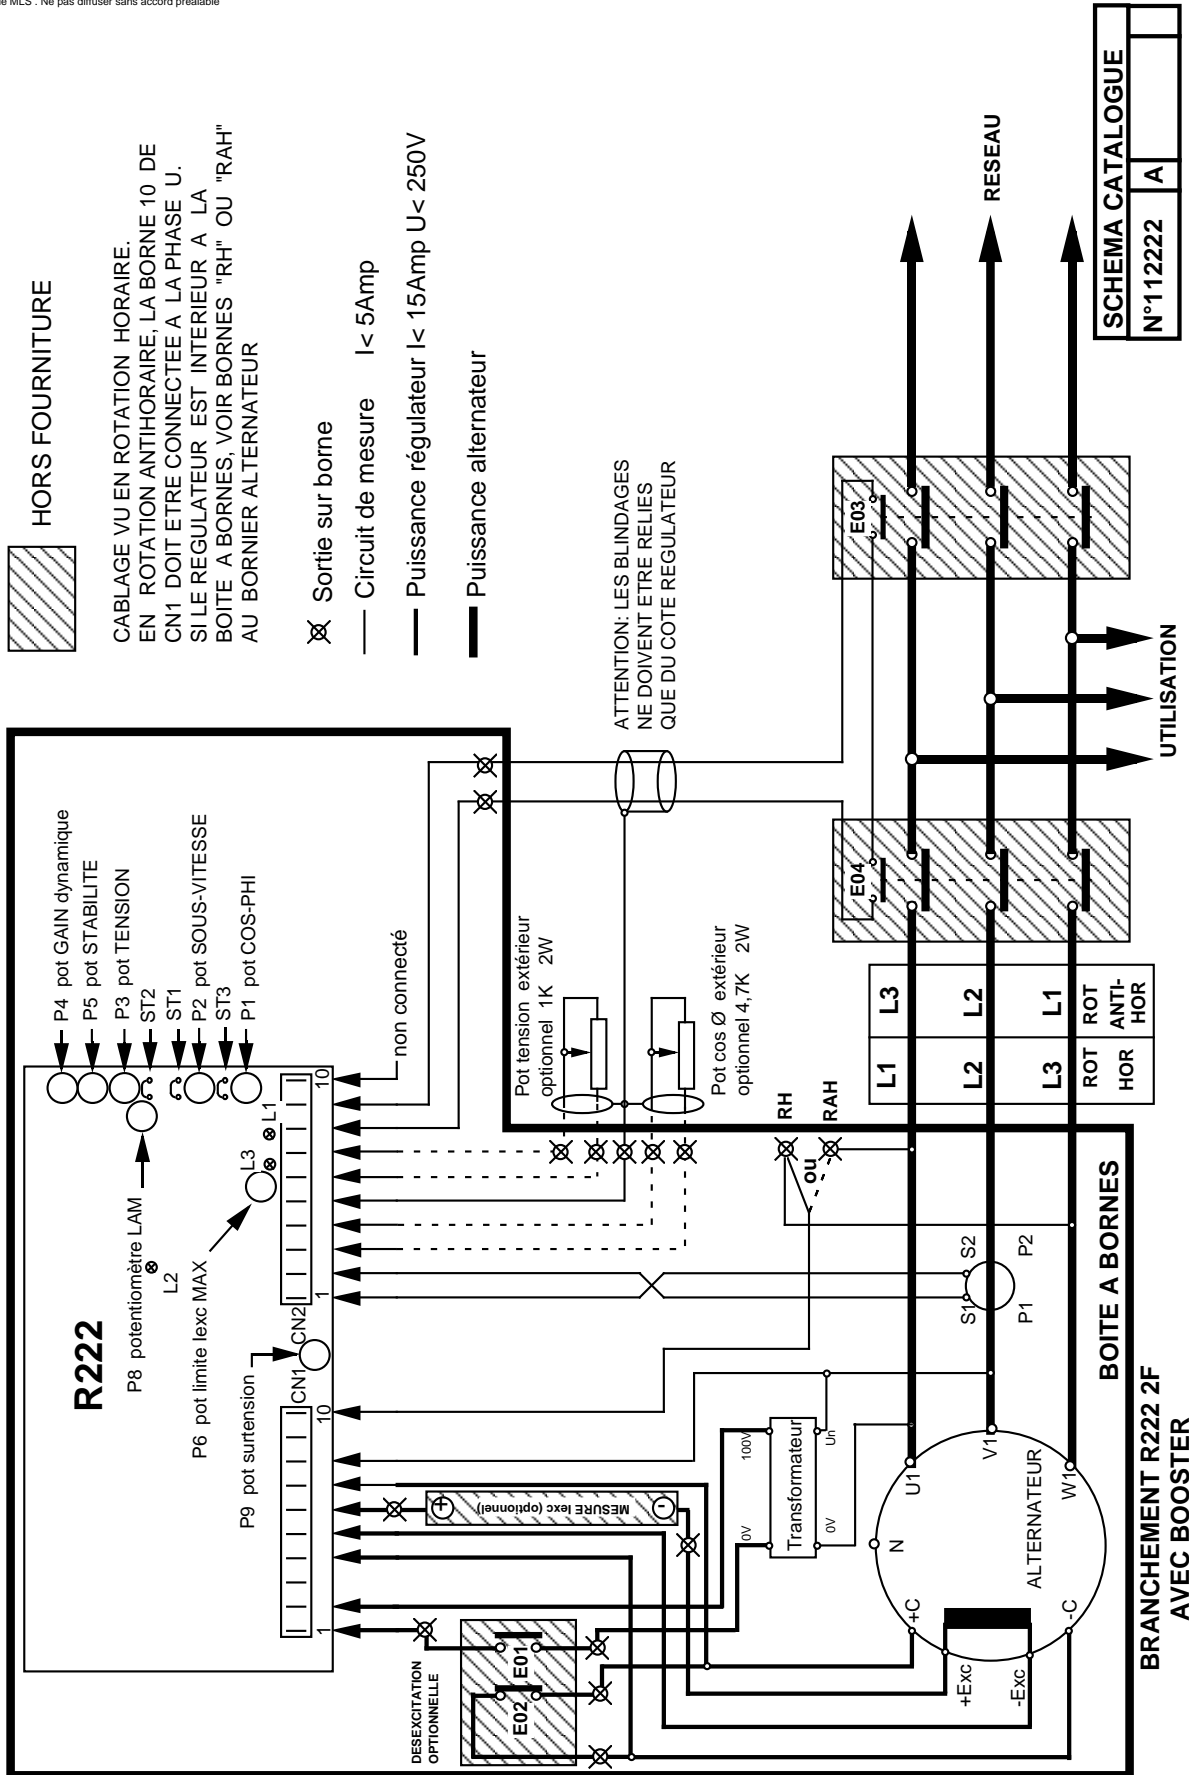 le MLS . Ne pas diffuser sans accord préalable
HORS FOURNITURE
CABLAGE VU EN ROTATION HORAIRE.
EN ROTATION ANTIHORAIRE, LA BORNE 10 DE
CN1 DOIT ETRE CONNECTEE A LA PHASE U.
SI LE REGULATEUR EST INTERIEUR A LA
BOITE A BORNES, VOIR BORNES "RH" OU "RAH"
AU BORNIER ALTERNATEUR
Sortie sur borne
Circuit de mesure I< 5Amp
Puissance régulateur I< 15Amp U< 250V
Puissance alternateur
ATTENTION: LES BLINDAGES
NE DOIVENT ETRE RELIES
QUE DU COTE REGULATEUR
P4 pot GAIN dynamique
P5 pot STABILITE
P3 pot TENSION
ST2
ST1
P2 pot SOUS-VITESSE
ST3
P1 pot COS-PHI
R222
P8 potentiomètre LAM
L2
P6 pot limite Iexc MAX
L3
L1
P9 pot surtension
CN1
CN2
1
10
1
10
non connecté
Pot tension extérieur
optionnel 1K 2W
Pot cos Ø extérieur
optionnel 4,7K 2W
RH
ou
RAH
DESEXCITATION
OPTIONNELLE
E02
E01
+
MESURE Iexc (optionnel)
-
100V
0V
Transformateur
Un
0V
S1
S2
P1
P2
N
U1
V1
W1
+C
-C
ALTERNATEUR
+Exc
-Exc
BOITE A BORNES
L1
L3
L2
L2
L3
L1
ROT
HOR
ROT
ANTI-
HOR
E04
E03
UTILISATION
RESEAU
BRANCHEMENT R222 2F
AVEC BOOSTER
SCHEMA CATALOGUE
N°112222
A